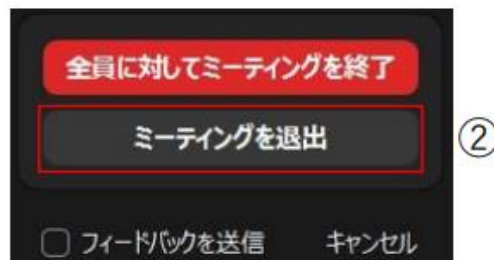 全員に対してミーティングを終了
ミーティングを退出
②
フィードバックを送信 キャンセル